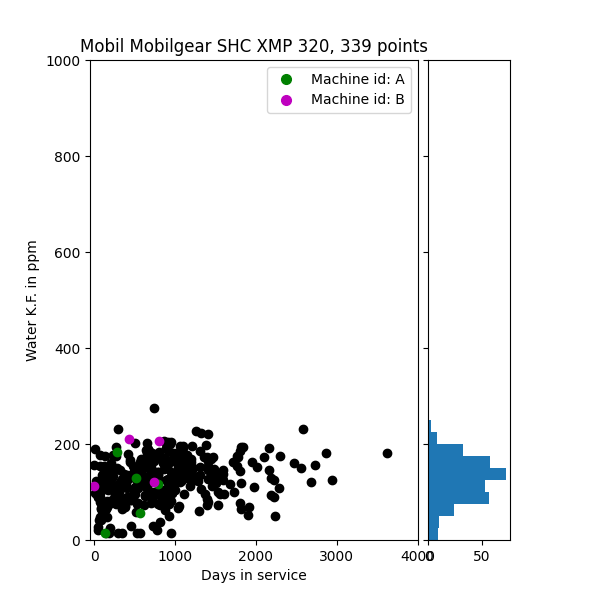 Mobil Mobilgear SHC XMP 320, 339 points
Machine id: A
Machine id: B
1000
800
600
400
200
0
Water K.F. in ppm
0 1000 2000 3000 4000
0 50
Days in service